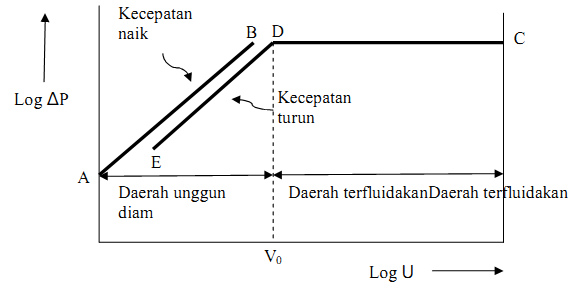 Kecepatan
naik
B
D
C
Log ΔP
Kecepatan
turun
E
A
Daerah unggun
diam
Daerah terfluidakanDaerah terfluidakan
V₀
Log U